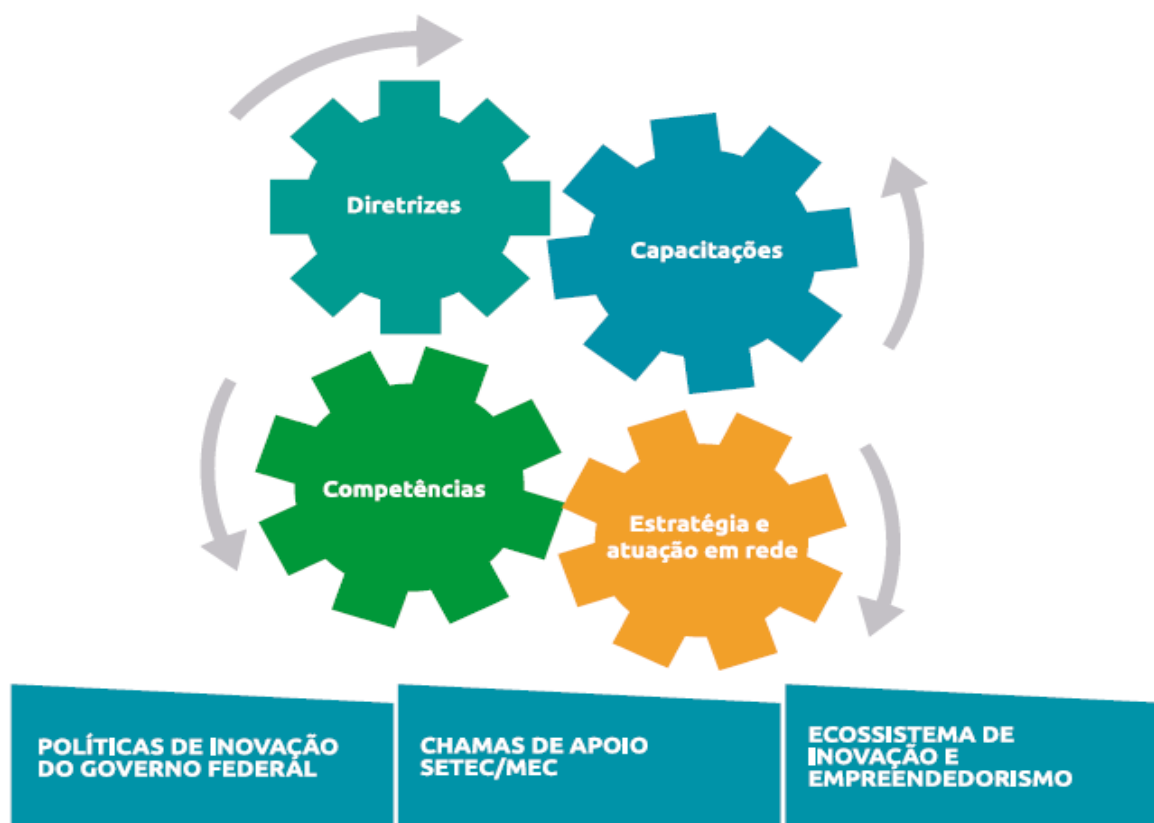 Diretrizes
Capacitações
Competências
Estratégia e
atuação em rede
POLÍTICAS DE INOVAÇÃO
DO GOVERNO FEDERAL
CHAMAS DE APOIO
SETEC/MEC
ECOSSISTEMA DE
INOVAÇÃO E
EMPREENDEDORISMO